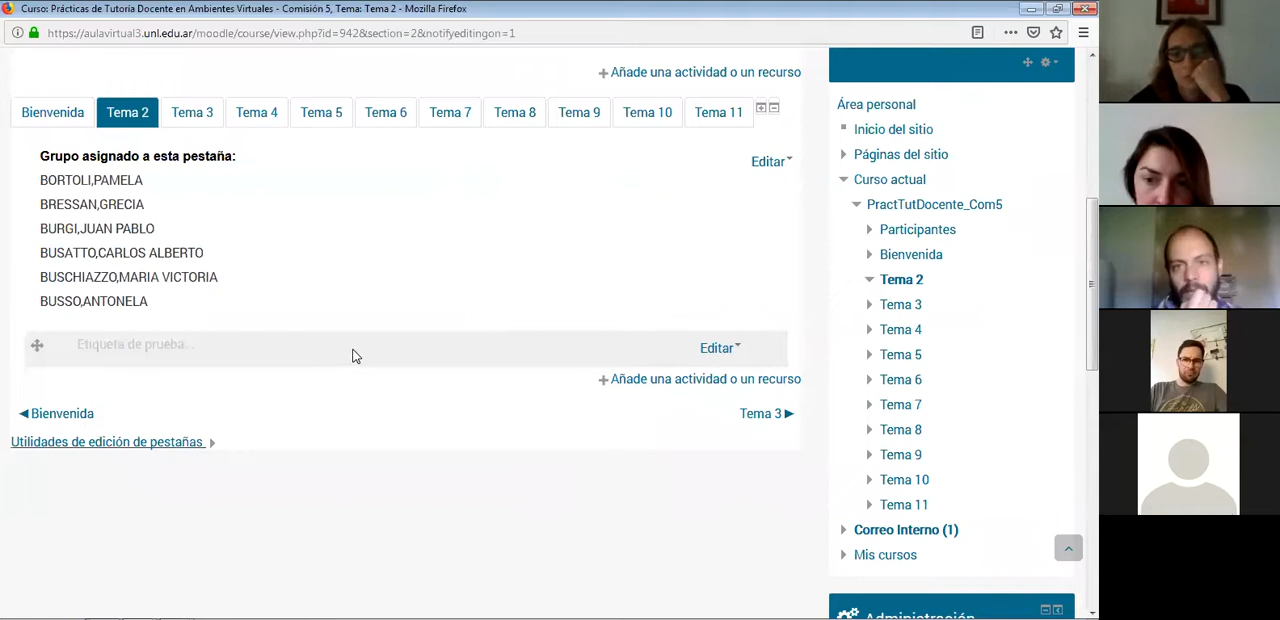 Curso: Prácticas de Tutoría Docente en Ambientes Virtuales - Comisión 5, Tema: Tema 2 - Mozilla Firefox
https://aulavirtual3.unl.edu.ar/moodle/course/view.php?id=942&section=2&notifyeditingon=1
Añade una actividad o un recurso
Bienvenida Tema 2 Tema 3 Tema 4 Tema 5 Tema 6 Tema 7 Tema 8 Tema 9 Tema 10 Tema 11
Grupo asignado a esta pestaña:
Editar
BORTOLI,PAMELA
BRESSAN,GRECIA
BURGI,JUAN PABLO
BUSATTO,CARLOS ALBERTO
BUSCHIAZZO,MARIA VICTORIA
BUSSO,ANTONELA
Etiqueta de prueba...
Editar
Añade una actividad o un recurso
Bienvenida
Tema 3
Utilidades de edición de pestañas
Área personal
Inicio del sitio
Páginas del sitio
Curso actual
PractTutDocente_Com5
Participantes
Bienvenida
Tema 2
Tema 3
Tema 4
Tema 5
Tema 6
Tema 7
Tema 8
Tema 9
Tema 10
Tema 11
Correo Interno (1)
Mis cursos
Administración